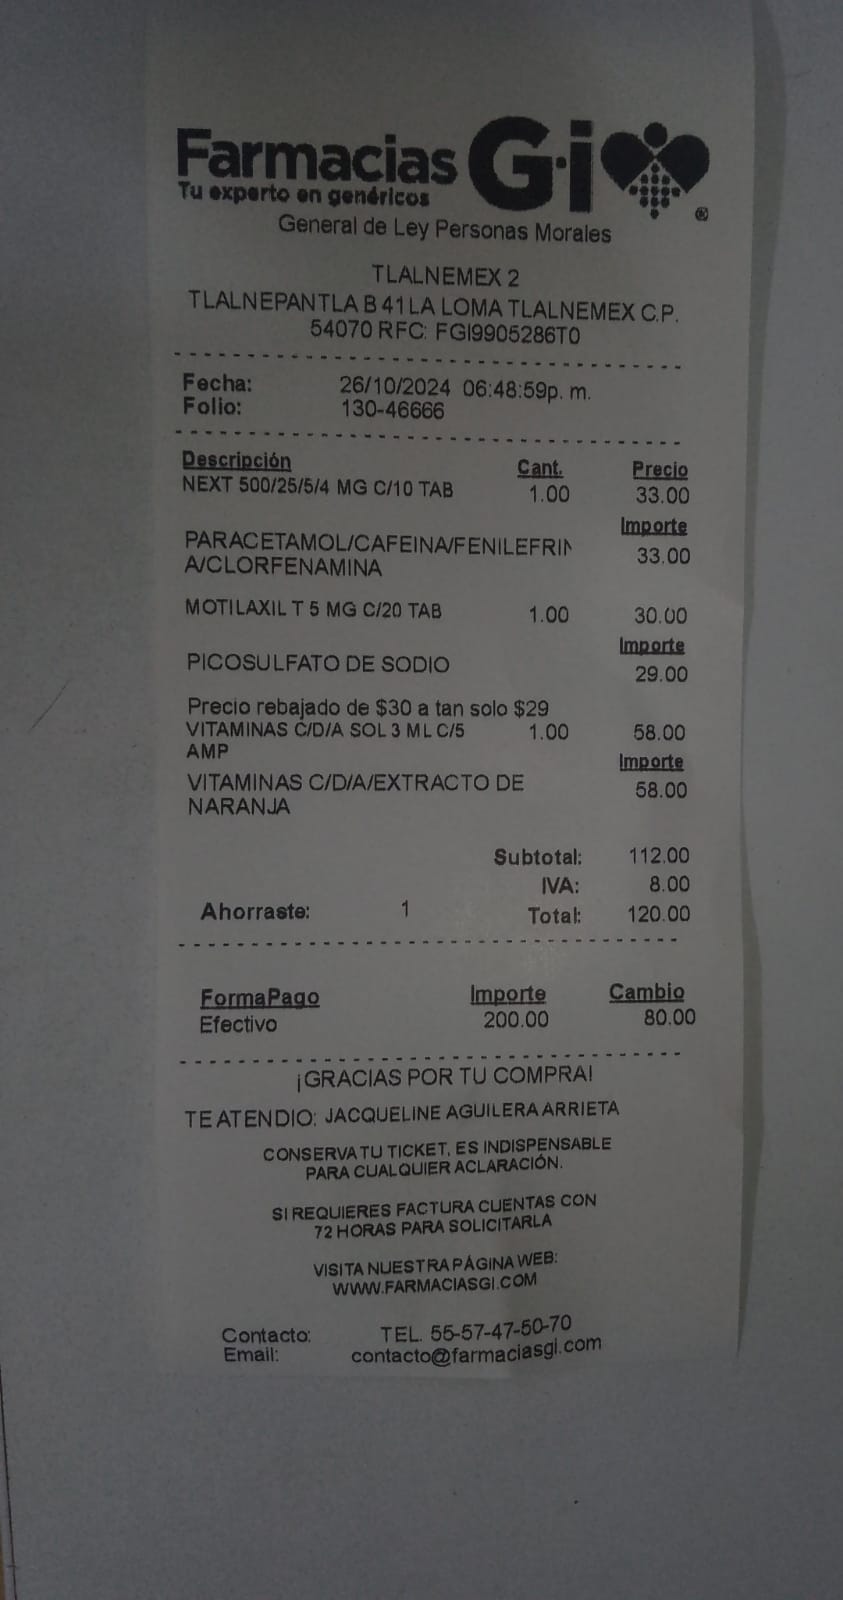 Farmacias Gi
Tu experto en genéricos
®
General de Ley Personas Morales
TLALNEMEX 2
TLALNEPANTLA B 41 LA LOMA TLALNEMEX C.P.
54070 RFC: FGI9905286T0
Fecha: 26/10/2024 06:48:59p. m.
Folio: 130-46666
Descripción Cant. Precio
NEXT 500/25/5/4 MG C/10 TAB 1.00 33.00
Importe
PARACETAMOL/CAFEINA/FENILEFRIN 33.00
A/CLORFENAMINA
MOTILAXIL T 5 MG C/20 TAB 1.00 30.00
Importe
PICOSULFATO DE SODIO 29.00
Precio rebajado de $30 a tan solo $29
VITAMINAS C/D/A SOL 3 ML C/5 1.00 58.00
AMP
Importe
VITAMINAS C/D/A/EXTRACTO DE 58.00
NARANJA
Subtotal: 112.00
IVA: 8.00
Ahorraste: 1 Total: 120.00
FormaPago Importe Cambio
Efectivo 200.00 80.00
¡GRACIAS POR TU COMPRA!
TE ATENDIO: JACQUELINE AGUILERA ARRIETA
CONSERVA TU TICKET, ES INDISPENSABLE
PARA CUALQUIER ACLARACIÓN.
SI REQUIERES FACTURA CUENTAS CON
72 HORAS PARA SOLICITARLA
VISITA NUESTRA PÁGINA WEB:
WWW.FARMACIASGI.COM
Contacto: TEL. 55-57-47-50-70
Email: contacto@farmaciasgi.com